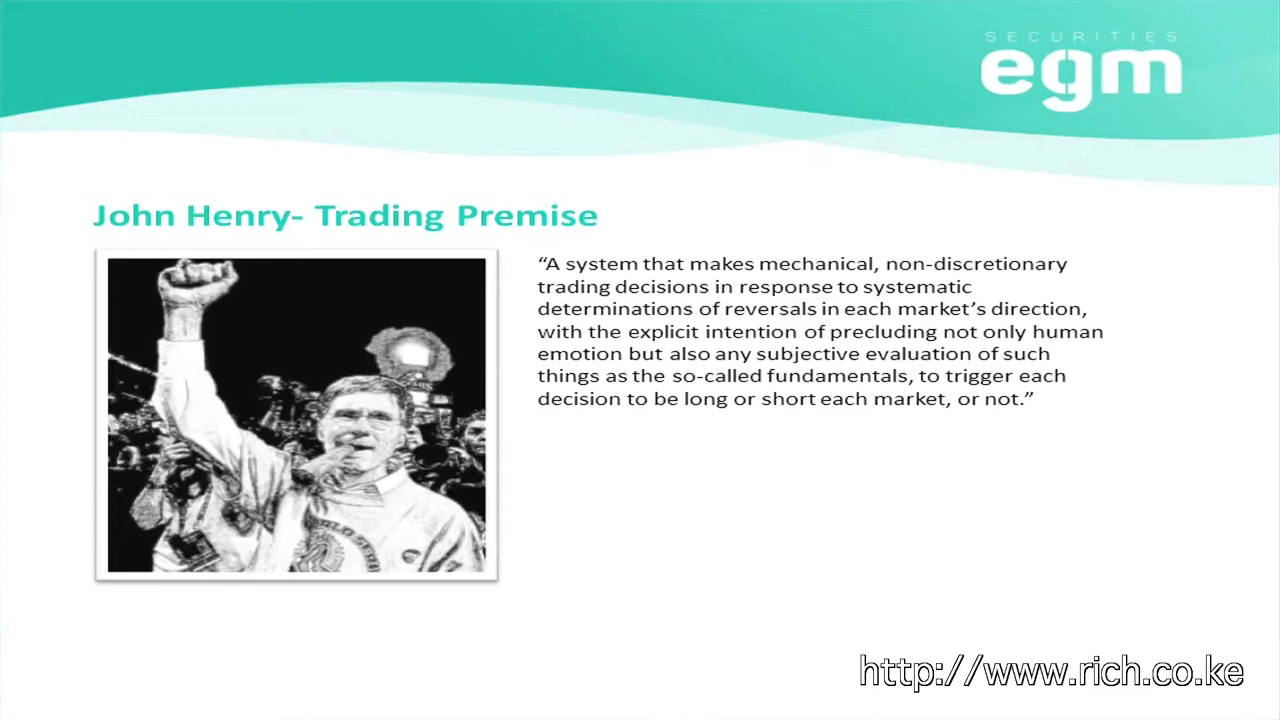 SECURITIES
egm
John Henry- Trading Premise
“A system that makes mechanical, non-discretionary
trading decisions in response to systematic
determinations of reversals in each market’s direction,
with the explicit intention of precluding not only human
emotion but also any subjective evaluation of such
things as the so-called fundamentals, to trigger each
decision to be long or short each market, or not.”
http://www.rich.co.ke